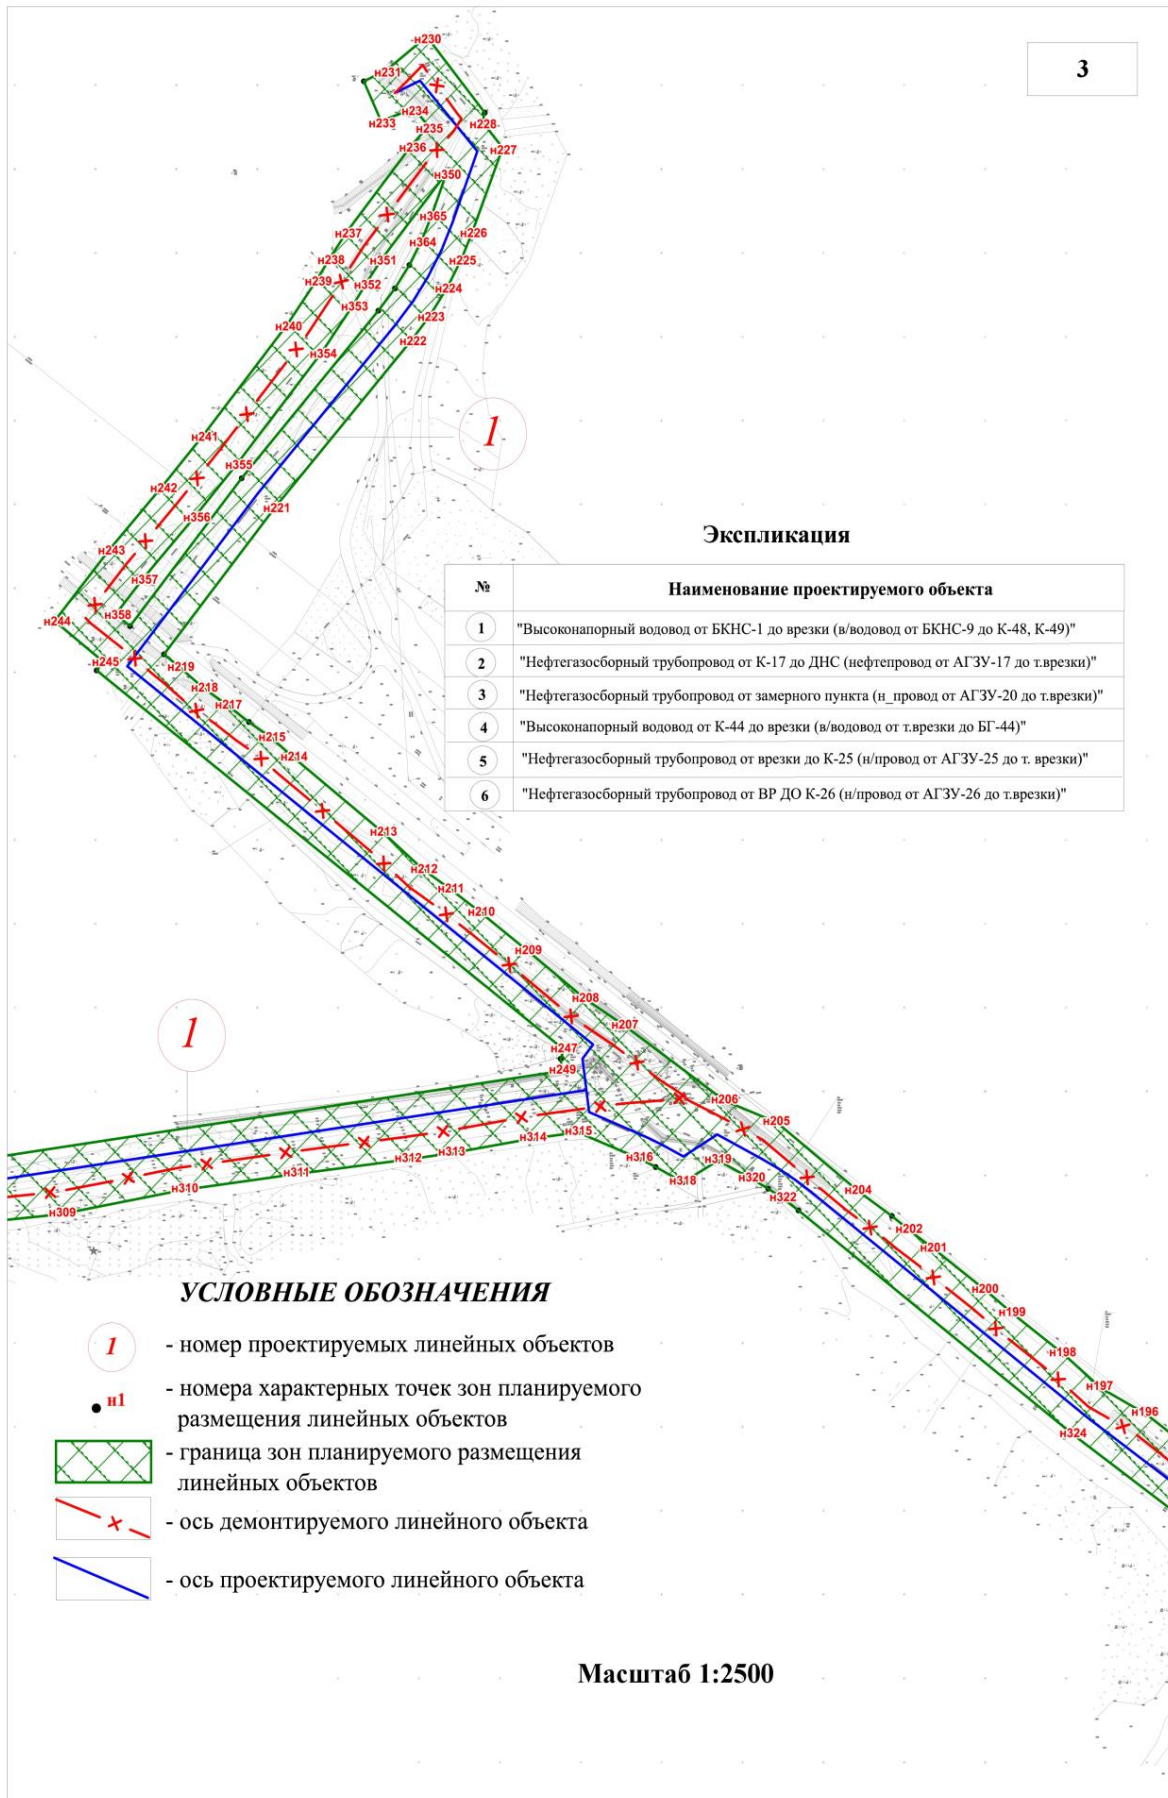 3
н230
н231
н234
н233
н235
н228
н236
н227
н350
н365
н237
н226
н364
н238
н351
н225
н239
н352
н224
н353
н223
н240
н222
н354
н241
1
н355
н242
н221
н356
н243
н357
н358
н244
н245
н219
н218
н217
н215
н214
н213
н212
н211
н210
н209
н208
н207
1
н247
н249
н206
н205
н314
н315
н313
н312
н311
н310
н309
н316
н318
н319
н320
н322
н204
н202
н201
н200
н199
н198
н197
н196
н324
Экспликация
№ Наименование проектируемого объекта
1 "Высоконапорный водовод от БКНС-1 до врезки (в/водовод от БКНС-9 до К-48, К-49)"
2 "Нефтегазосборный трубопровод от К-17 до ДНС (нефтепровод от АГЗУ-17 до т.врезки)"
3 "Нефтегазосборный трубопровод от замерного пункта (н_провод от АГЗУ-20 до т.врезки)"
4 "Высоконапорный водовод от К-44 до врезки (в/водовод от т.врезки до БГ-44)"
5 "Нефтегазосборный трубопровод от врезки до К-25 (н/провод от АГЗУ-25 до т. врезки)"
6 "Нефтегазосборный трубопровод от ВР ДО К-26 (н/провод от АГЗУ-26 до т.врезки)"
УСЛОВНЫЕ ОБОЗНАЧЕНИЯ
1 - номер проектируемых линейных объектов
н1 - номера характерных точек зон планируемого
размещения линейных объектов
- граница зон планируемого размещения
линейных объектов
- ось демонтируемого линейного объекта
- ось проектируемого линейного объекта
Масштаб 1:2500